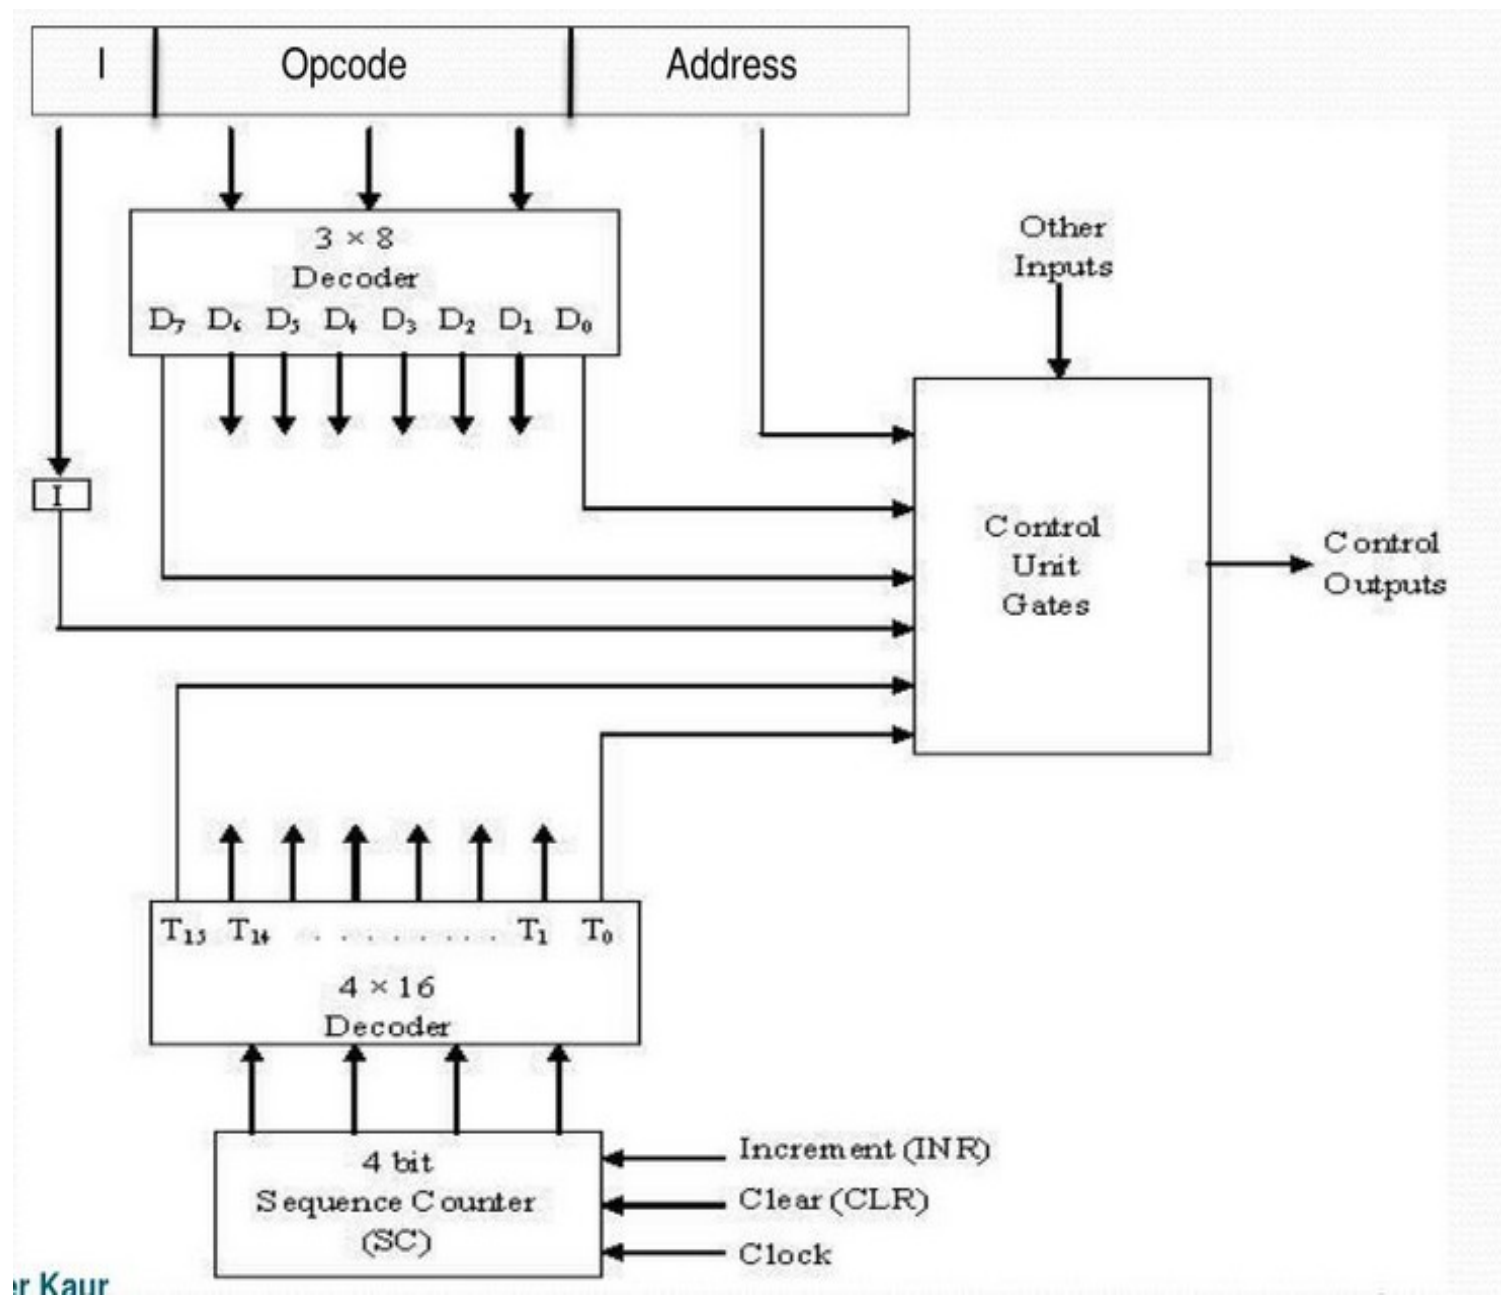 I Opcode Address
3 × 8
Decoder
D₇ D₆ D₅ D₄ D₃ D₂ D₁ D₀
Other
Inputs
I
Control
Unit
Gates
Control
Outputs
T₁₅ T₁₄ . . . . . . . T₁ T₀
4 × 16
Decoder
4 bit
Sequence Counter
(SC)
Increment (INR)
Clear (CLR)
Clock
er Kaur